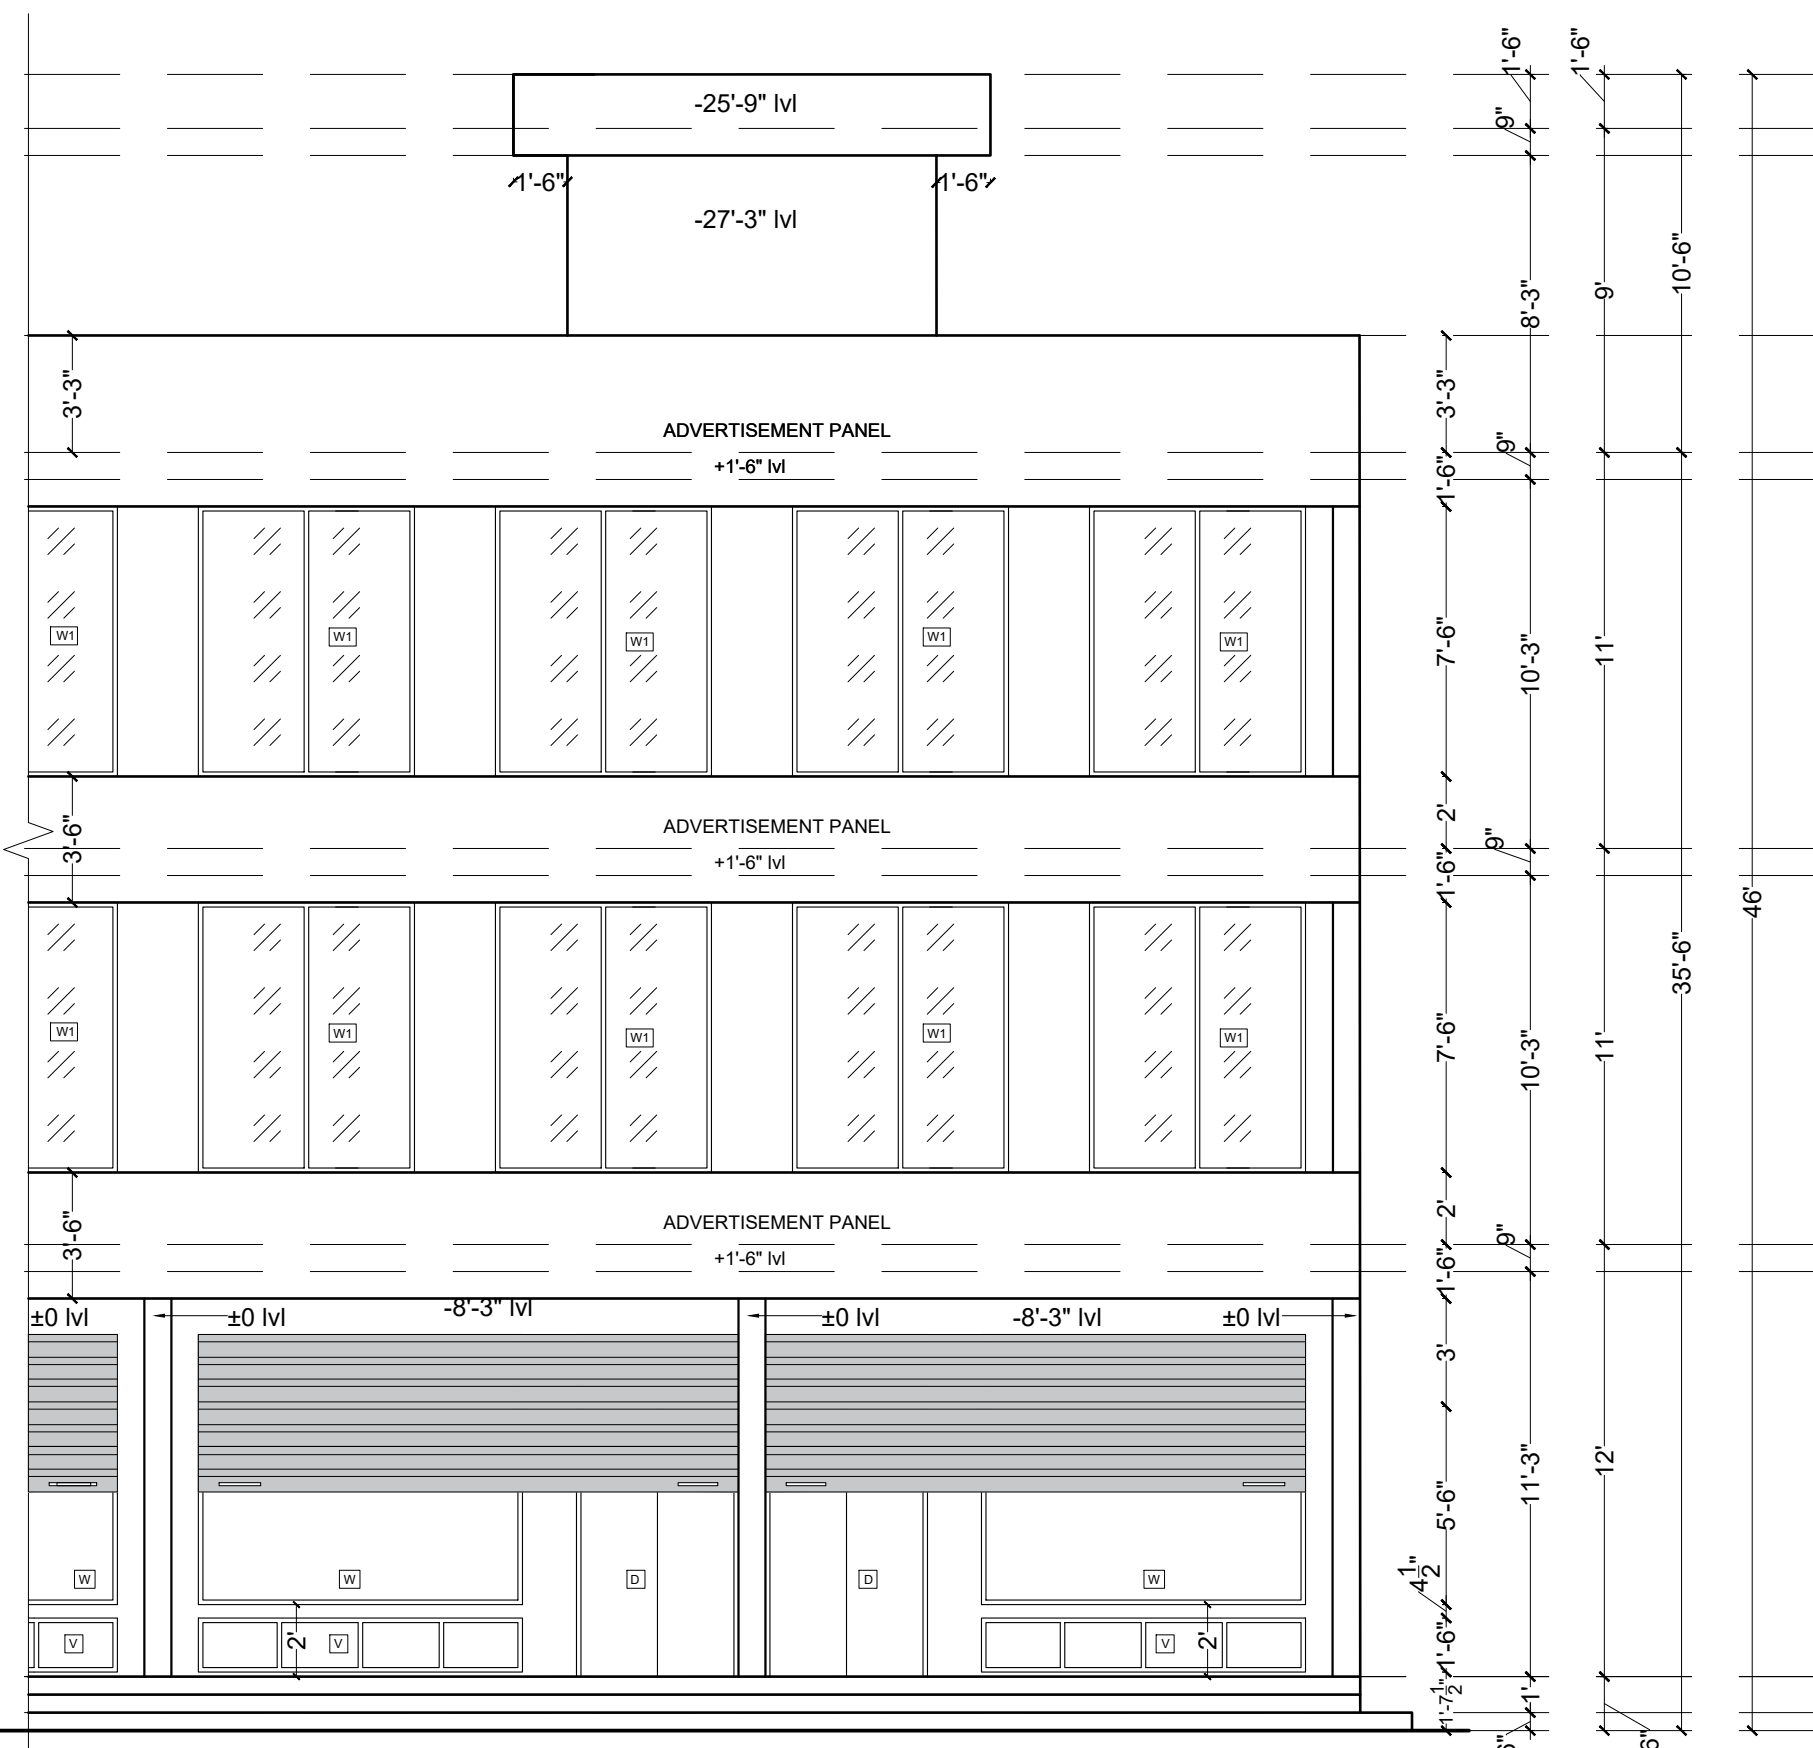 1'-6"
1'-6"
-25'-9" lvl
9"
1'-6"
1'-6"
-27'-3" lvl
10'-6"
8'-3"
9'
3'-3"
3'-3"
ADVERTISEMENT PANEL
9"
+1'-6" lvl
1'-6"
W1
W1
W1
W1
W1
7'-6"
10'-3"
11'
3'-6"
ADVERTISEMENT PANEL
2'
9"
+1'-6" lvl
1'-6"
46'
35'-6"
W1
W1
W1
W1
W1
7'-6"
10'-3"
11'
3'-6"
ADVERTISEMENT PANEL
2'
9"
+1'-6" lvl
1'-6"
±0 lvl
±0 lvl
-8'-3" lvl
±0 lvl
-8'-3" lvl
±0 lvl
3'
11'-3"
12'
5'-6"
W
W
D
D
W
4 1/2"
V
V
2'
V
2'
1'-6"
1'-7 1/2"
1'